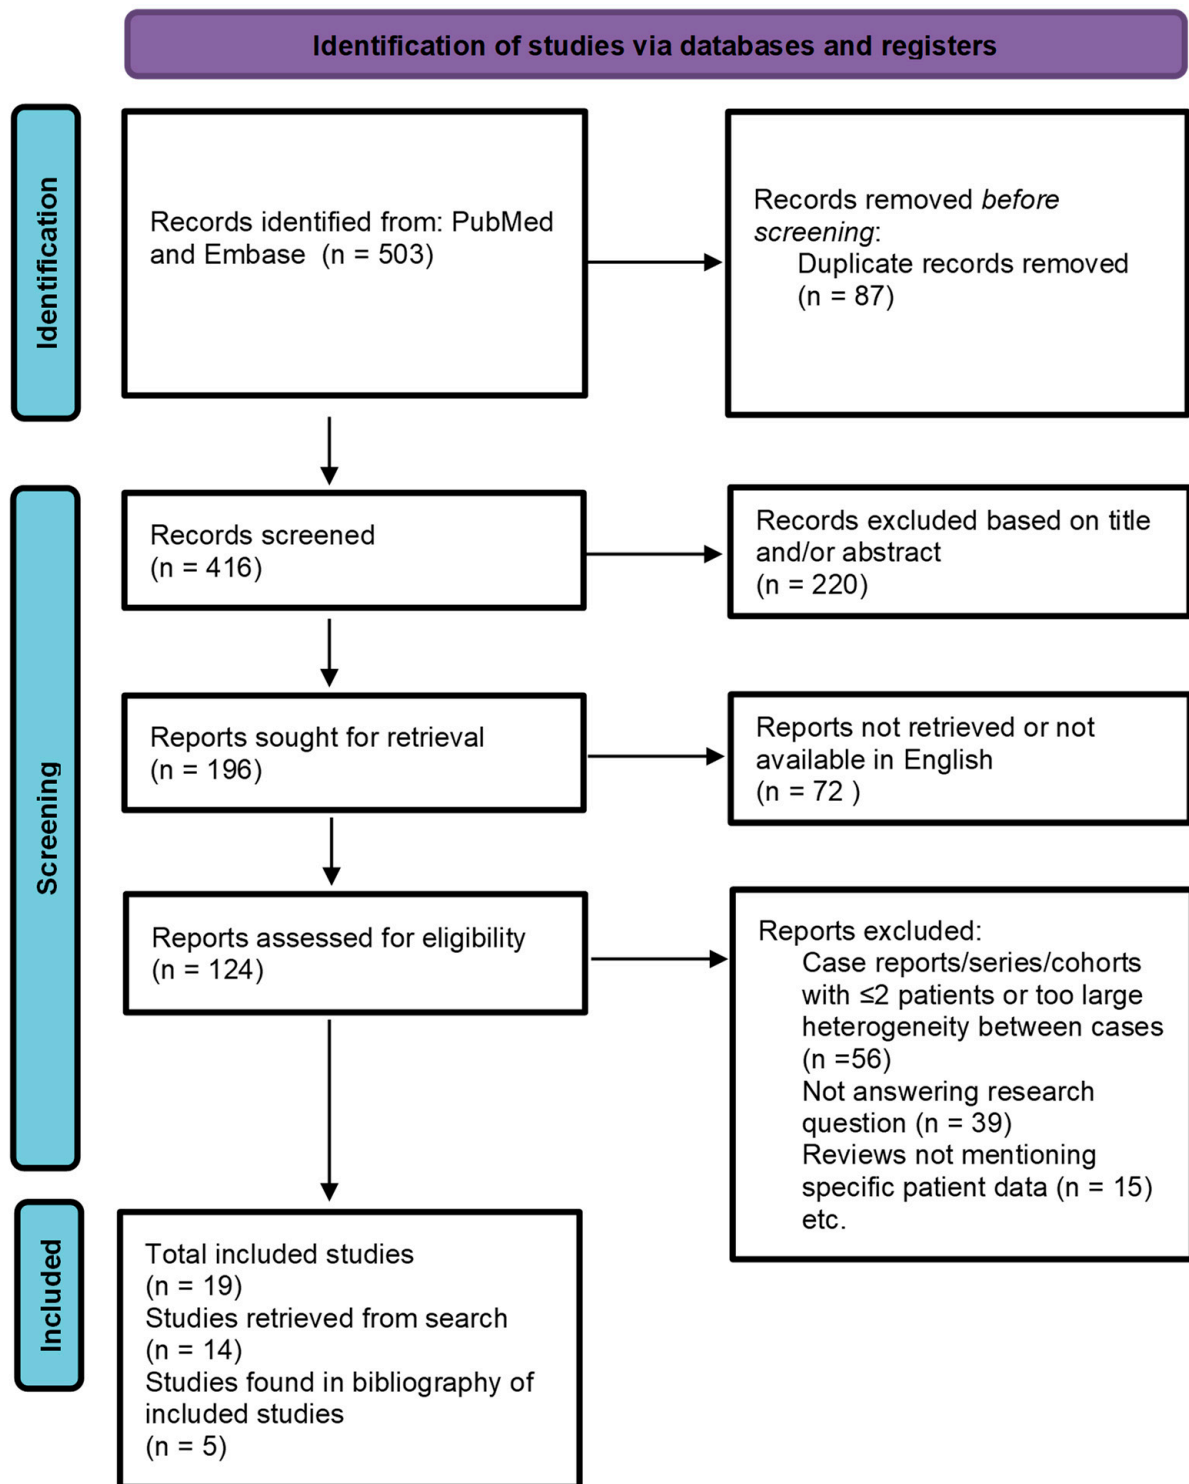 Identification of studies via databases and registers
Identification
Records identified from: PubMed
and Embase (n = 503)
Records removed before
screening:
Duplicate records removed
(n = 87)
Screening
Records screened
(n = 416)
Records excluded based on title
and/or abstract
(n = 220)
Reports sought for retrieval
(n = 196)
Reports not retrieved or not
available in English
(n = 72 )
Reports assessed for eligibility
(n = 124)
Reports excluded:
Case reports/series/cohorts
with ≤2 patients or too large
heterogeneity between cases
(n =56)
Not answering research
question (n = 39)
Reviews not mentioning
specific patient data (n = 15)
etc.
Included
Total included studies
(n = 19)
Studies retrieved from search
(n = 14)
Studies found in bibliography of
included studies
(n = 5)